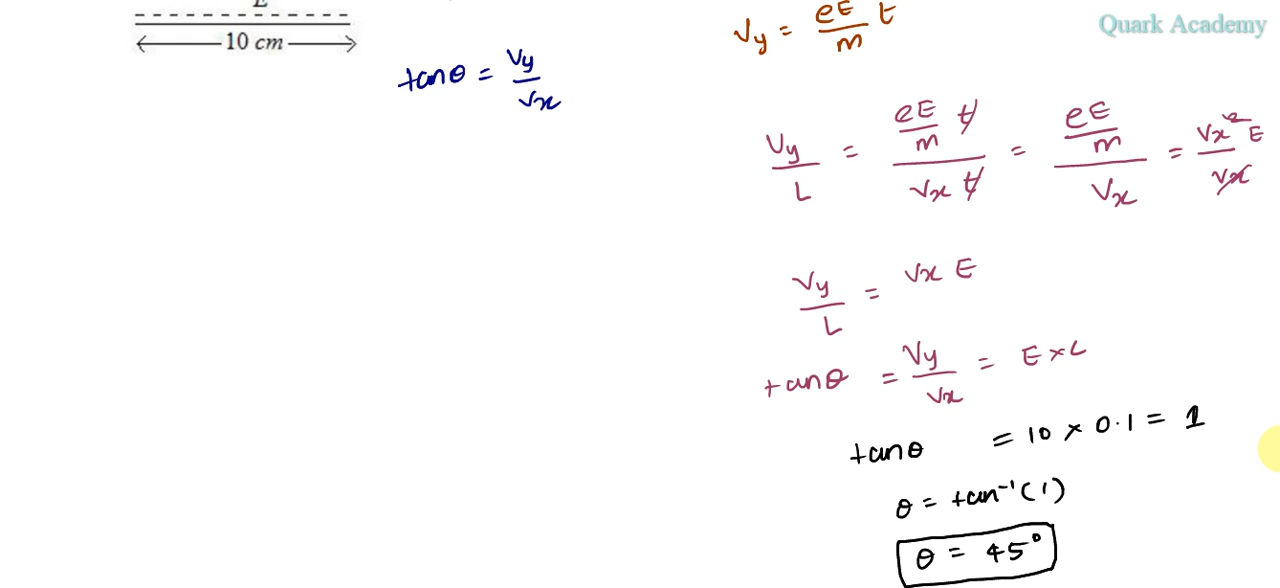 E
10 cm
Quark Academy
Vy = eE/m t
tanθ = Vy/Vx
Vy/L = (eE/m t)/(Vx t) = (eE/m)/Vx = Vx² E/Vx
Vy/L = Vx E
tanθ = Vy/Vx = E × L
tanθ = 10 × 0.1 = 1
θ = tan⁻¹(1)
θ = 45°